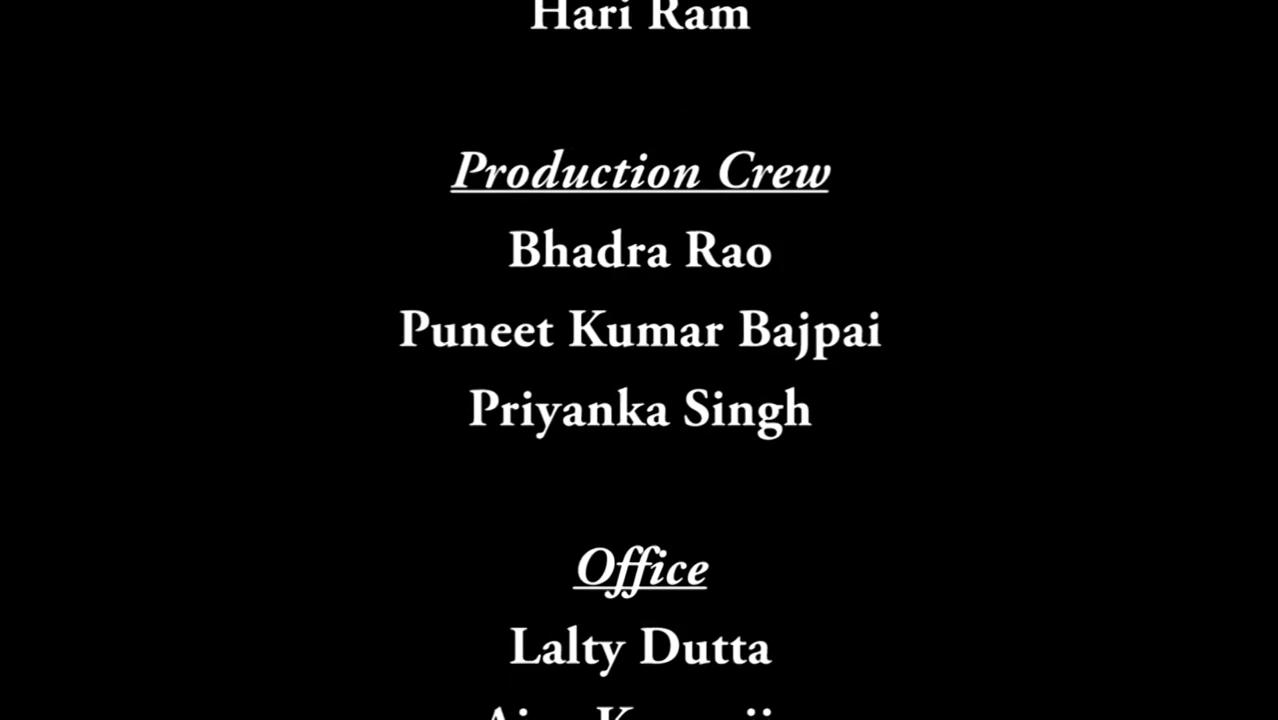 Hari Ram
Production Crew
Bhadra Rao
Puneet Kumar Bajpai
Priyanka Singh
Office
Lalty Dutta